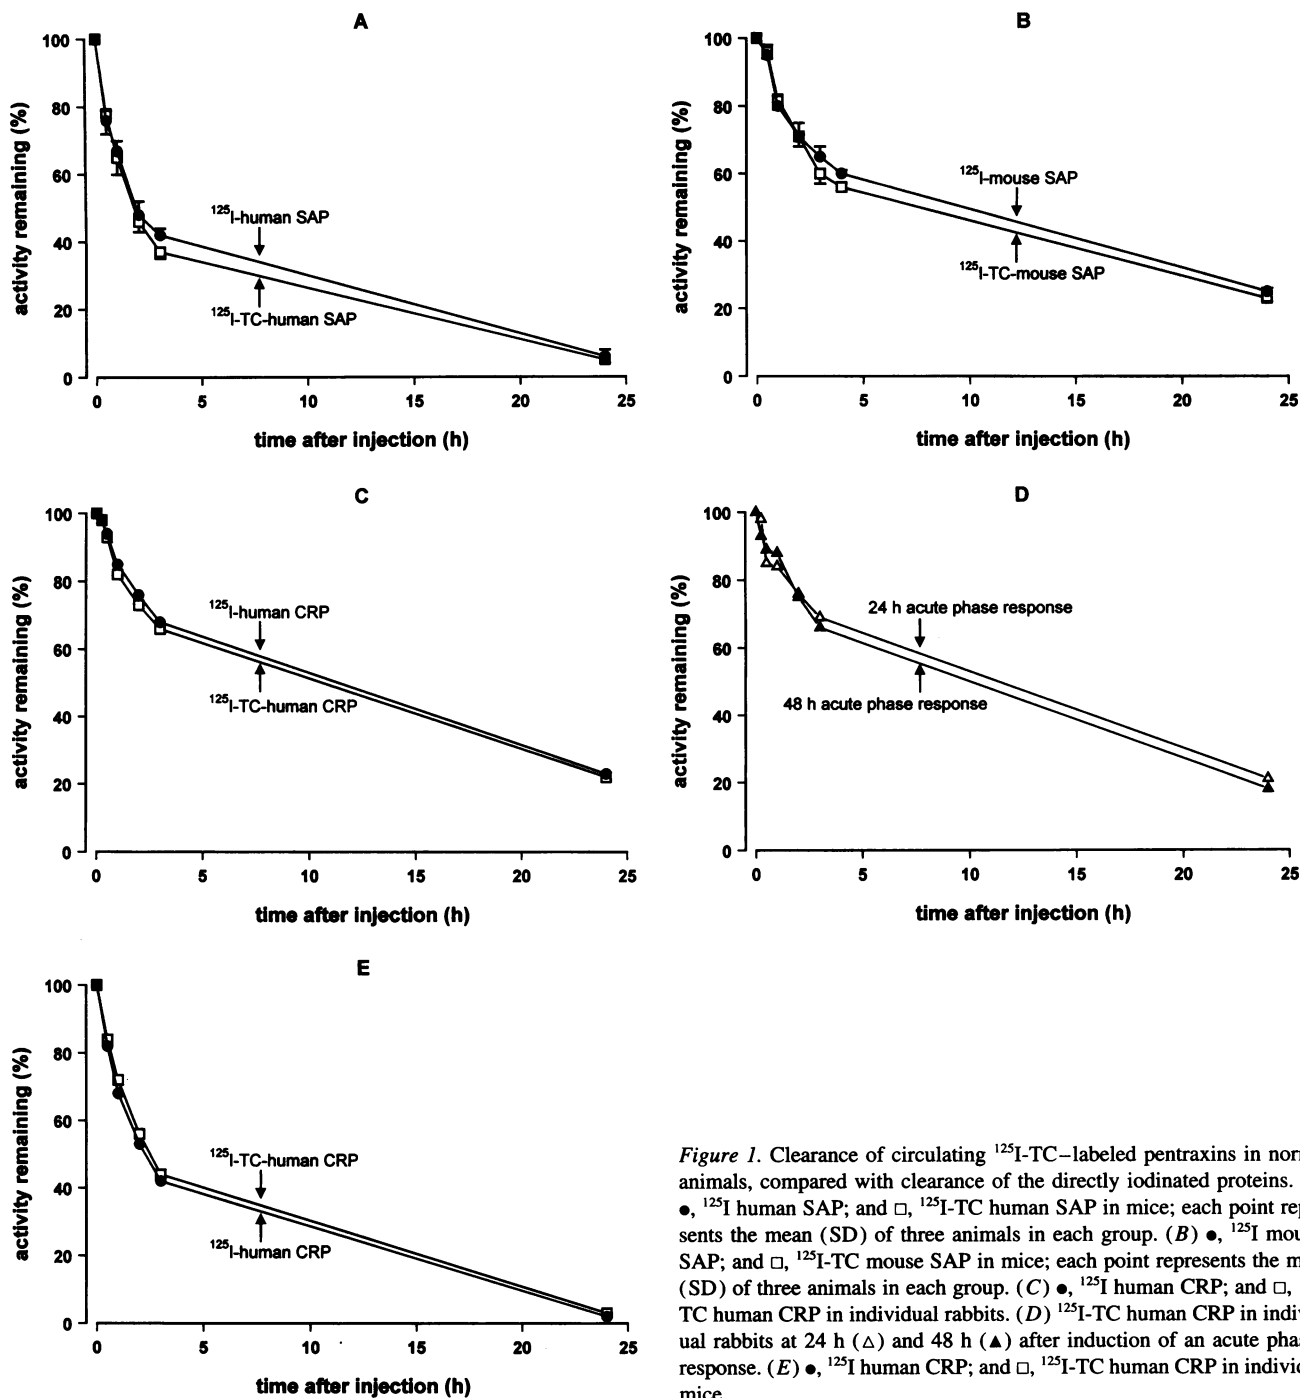 A
100
80
60
40
20
0
activity remaining (%)
125I-human SAP
125I-TC-human SAP
0 5 10 15 20 25
time after injection (h)
B
100
80
60
40
20
0
activity remaining (%)
125I-mouse SAP
125I-TC-mouse SAP
0 5 10 15 20 25
time after injection (h)
C
100
80
60
40
20
0
activity remaining (%)
125I-human CRP
125I-TC-human CRP
0 5 10 15 20 25
time after injection (h)
D
100
80
60
40
20
0
activity remaining (%)
24 h acute phase response
48 h acute phase response
0 5 10 15 20 25
time after injection (h)
E
100
80
60
40
20
0
activity remaining (%)
125I-TC-human CRP
125I-human CRP
0 5 10 15 20 25
time after injection (h)
Figure 1. Clearance of circulating 125I-TC–labeled pentraxins in nor
animals, compared with clearance of the directly iodinated proteins.
●, 125I human SAP; and □, 125I-TC human SAP in mice; each point rep
sents the mean (SD) of three animals in each group. (B) ●, 125I mou
SAP; and □, 125I-TC mouse SAP in mice; each point represents the m
(SD) of three animals in each group. (C) ●, 125I human CRP; and □,
TC human CRP in individual rabbits. (D) 125I-TC human CRP in indiv
ual rabbits at 24 h (△) and 48 h (▲) after induction of an acute phas
response. (E) ●, 125I human CRP; and □, 125I-TC human CRP in individ
mice.